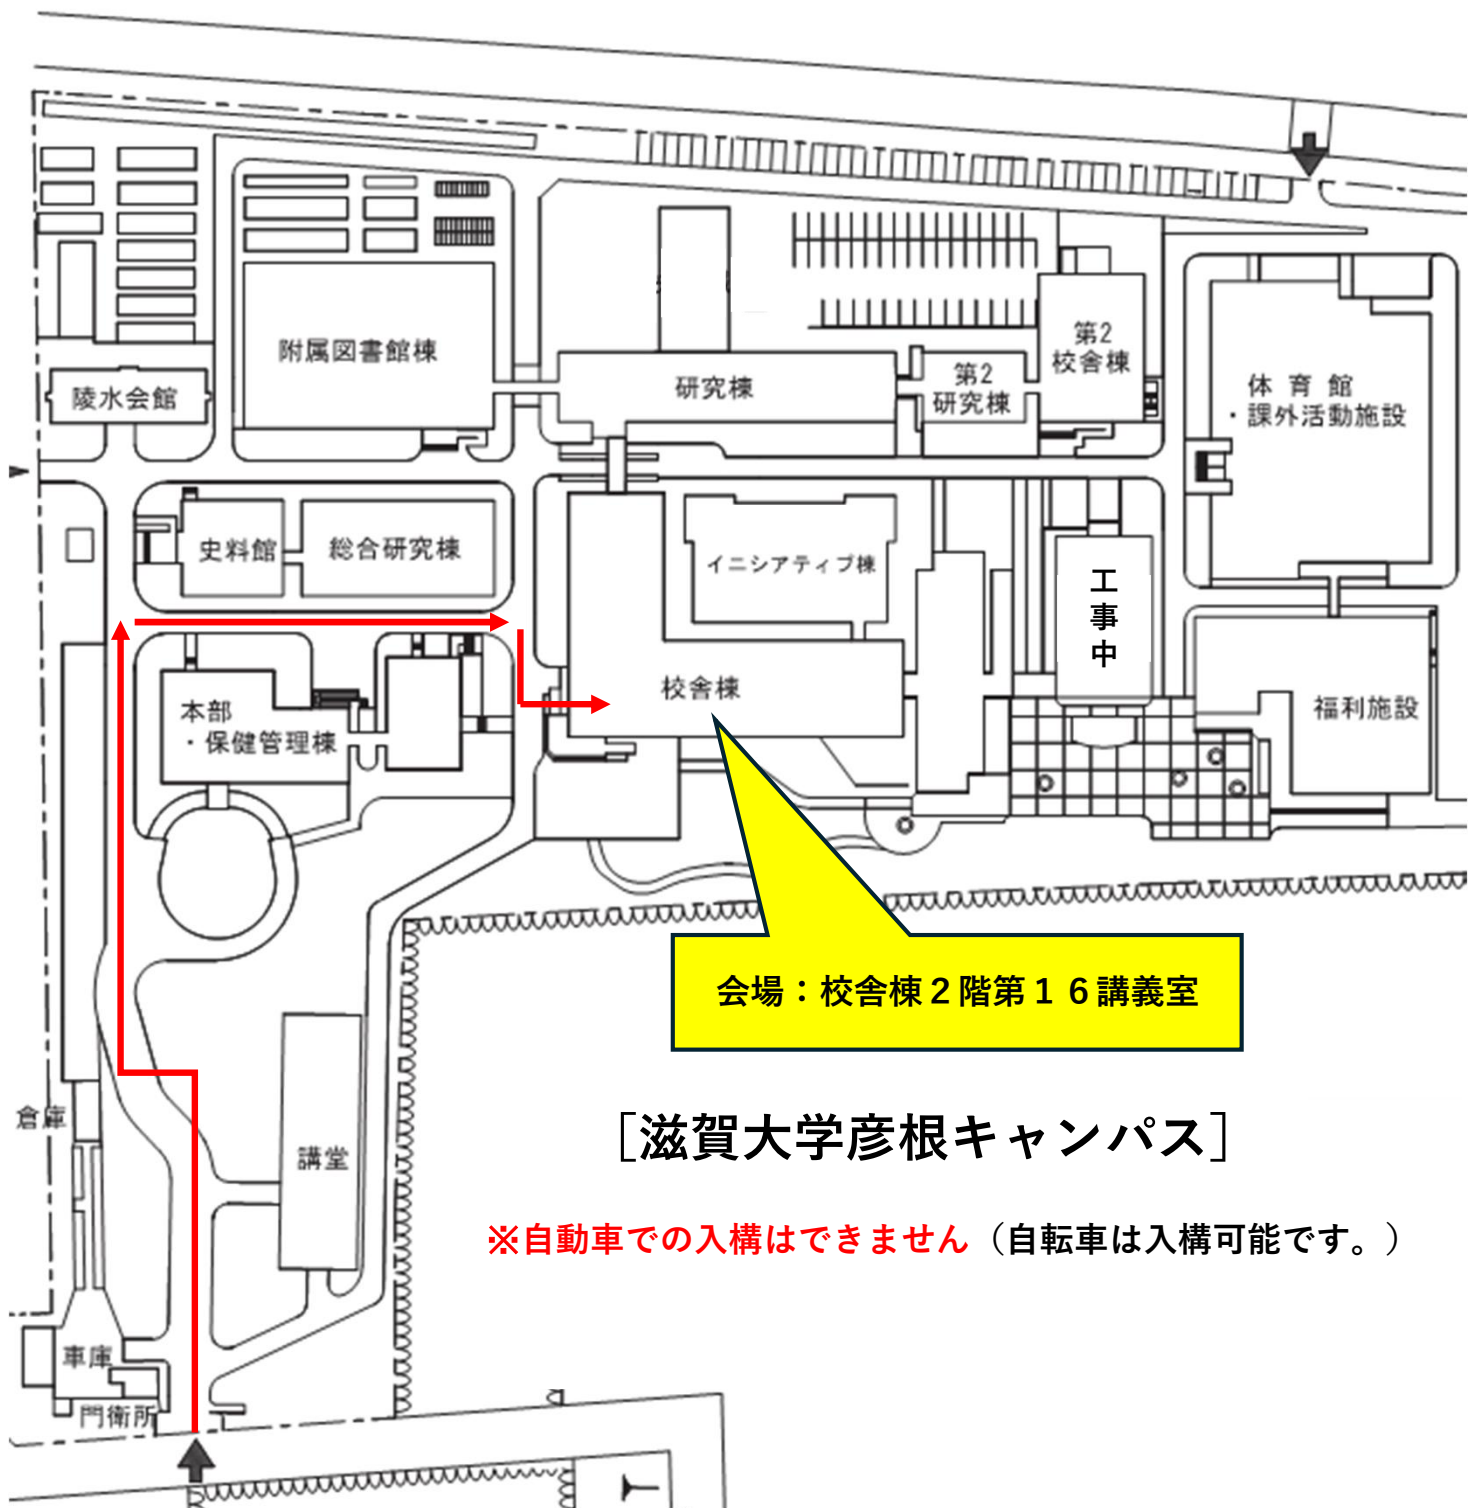 附属図書館棟
陵水会館
研究棟
第2
研究棟
第2
校舎棟
体育館
・課外活動施設
史料館
総合研究棟
イニシアティブ棟
工
事
中
本部
・保健管理棟
校舎棟
福利施設
会場：校舎棟２階第１６講義室
倉庫
講堂
［滋賀大学彦根キャンパス］
※自動車での入構はできません（自転車は入構可能です。）
車庫
門衛所